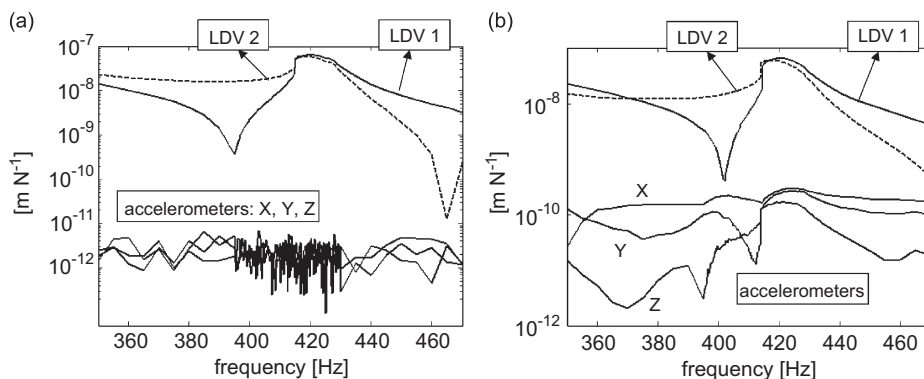 (a)
LDV 2
LDV 1
10-7
10-8
10-9
10-10
10-11
10-12
[m N-1]
accelerometers: X, Y, Z
360 380 400 420 440 460
frequency [Hz]
(b)
LDV 2
LDV 1
10-8
10-10
10-12
[m N-1]
X
Y
Z
accelerometers
360 380 400 420 440 460
frequency [Hz]